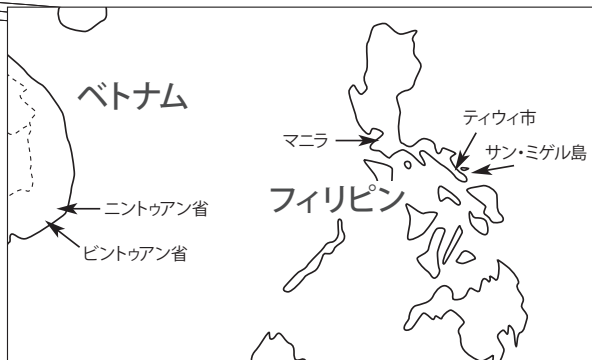 ベトナム
ティウィ市
マニラ
サン・ミゲル島
フィリピン
ニントゥアン省
ビントゥアン省